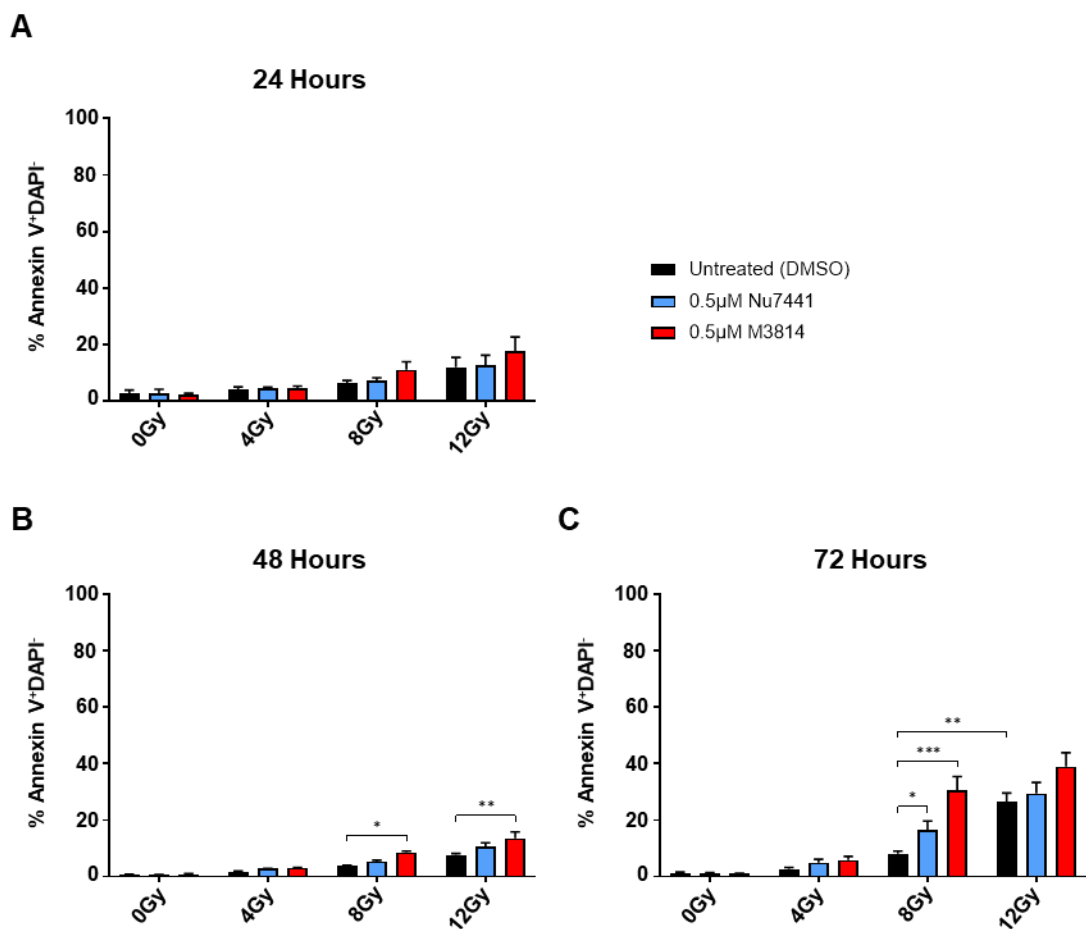 A
24 Hours
% Annexin V⁺DAPI⁻
100
80
60
40
20
0
0Gy
4Gy
8Gy
12Gy
Untreated (DMSO)
0.5µM Nu7441
0.5µM M3814
B
48 Hours
% Annexin V⁺DAPI⁻
100
80
60
40
20
0
*
**
0Gy
4Gy
8Gy
12Gy
C
72 Hours
% Annexin V⁺DAPI⁻
100
80
60
40
20
0
**
***
*
0Gy
4Gy
8Gy
12Gy